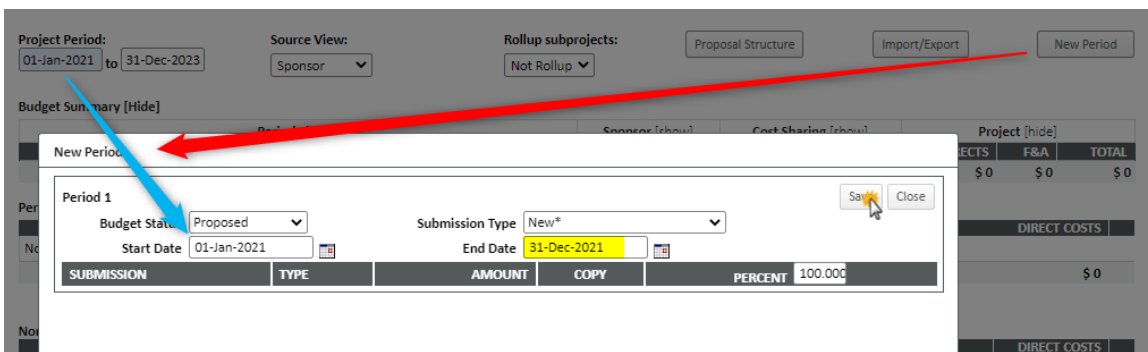 Project Period:
Source View:
Rollup subprojects:
01-Jan-2021 to 31-Dec-2023
Sponsor
Not Rollup
Proposal Structure
Import/Export
New Period
Budget Summary [Hide]
Sponsor [show]
Cost Sharing [show]
Project [hide]
F&A
TOTAL
$ 0
$ 0
$ 0
New Period
Period 1
Save
Close
Budget Status
Proposed
Submission Type
New*
Start Date
01-Jan-2021
End Date
31-Dec-2021
SUBMISSION
TYPE
AMOUNT
COPY
PERCENT
100.000
DIRECT COSTS
$ 0
DIRECT COSTS